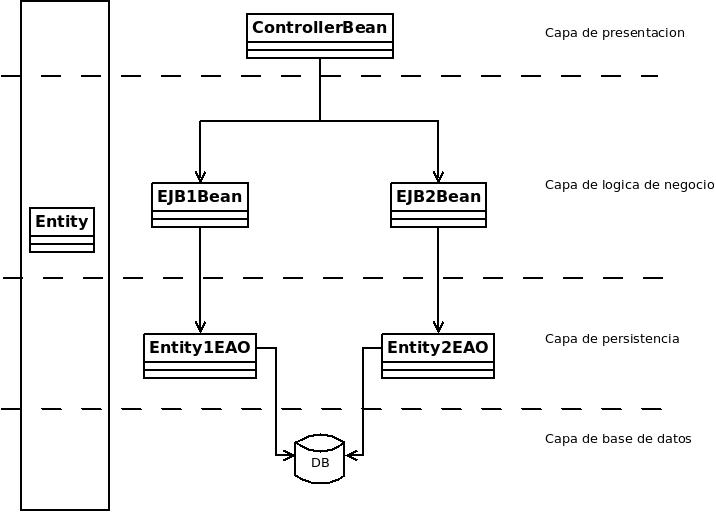 ControllerBean
Capa de presentacion
EJB1Bean
EJB2Bean
Capa de logica de negocio
Entity
Entity1EAO
Entity2EAO
Capa de persistencia
DB
Capa de base de datos